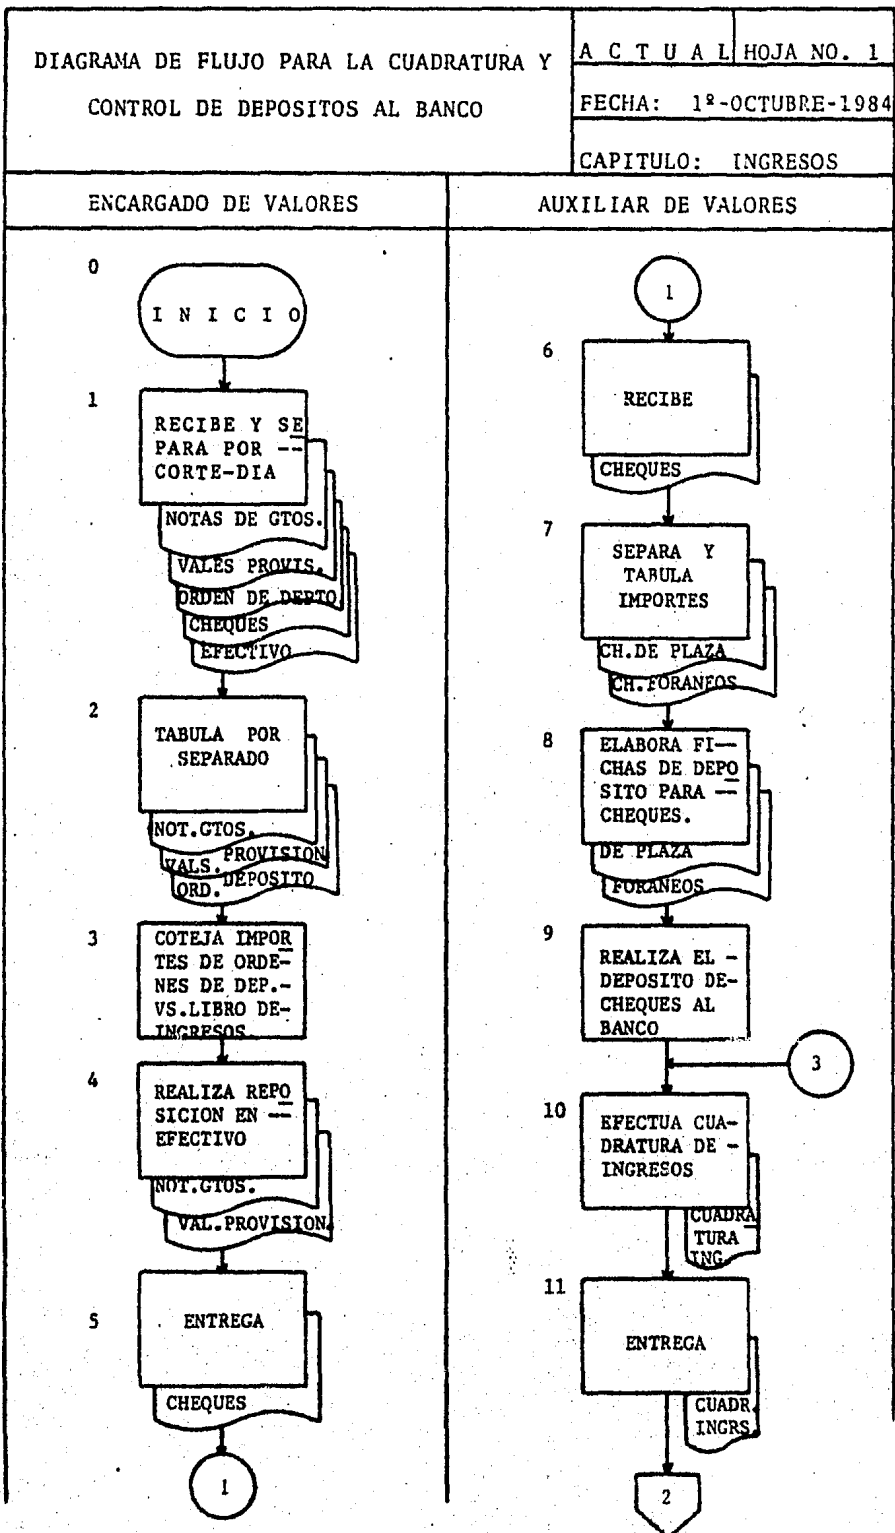 DIAGRAMA DE FLUJO PARA LA CUADRATURA Y
CONTROL DE DEPOSITOS AL BANCO
A C T U A L
HOJA NO. 1
FECHA: 1º-OCTUBRE-1984
CAPITULO: INGRESOS
ENCARGADO DE VALORES
AUXILIAR DE VALORES
0
I N I C I O
1
RECIBE Y SE
PARA POR --
CORTE-DIA
NOTAS DE GTOS.
VALES PROVIS.
ORDEN DE DEPTO.
CHEQUES
EFECTIVO
2
TABULA POR
SEPARADO
NOT.GTOS.
VALS. PROVISION
ORD. DEPOSITO
3
COTEJA IMPOR
TES DE ORDE-
NES DE DEP.-
VS.LIBRO DE-
INGRESOS.
4
REALIZA REPO
SICION EN --
EFECTIVO
NOT.GTOS.
VAL.PROVISION.
5
ENTREGA
CHEQUES
1
1
6
RECIBE
CHEQUES
7
SEPARA Y
TABULA
IMPORTES
CH.DE PLAZA
CH.FORANEOS
8
ELABORA FI--
CHAS DE DEPO
SITO PARA --
CHEQUES.
DE PLAZA
FORANEOS
9
REALIZA EL -
DEPOSITO DE-
CHEQUES AL
BANCO
3
10
EFECTUA CUA-
DRATURA DE -
INGRESOS
CUADRA
TURA
ING.
11
ENTREGA
CUADR.
INGRS.
2